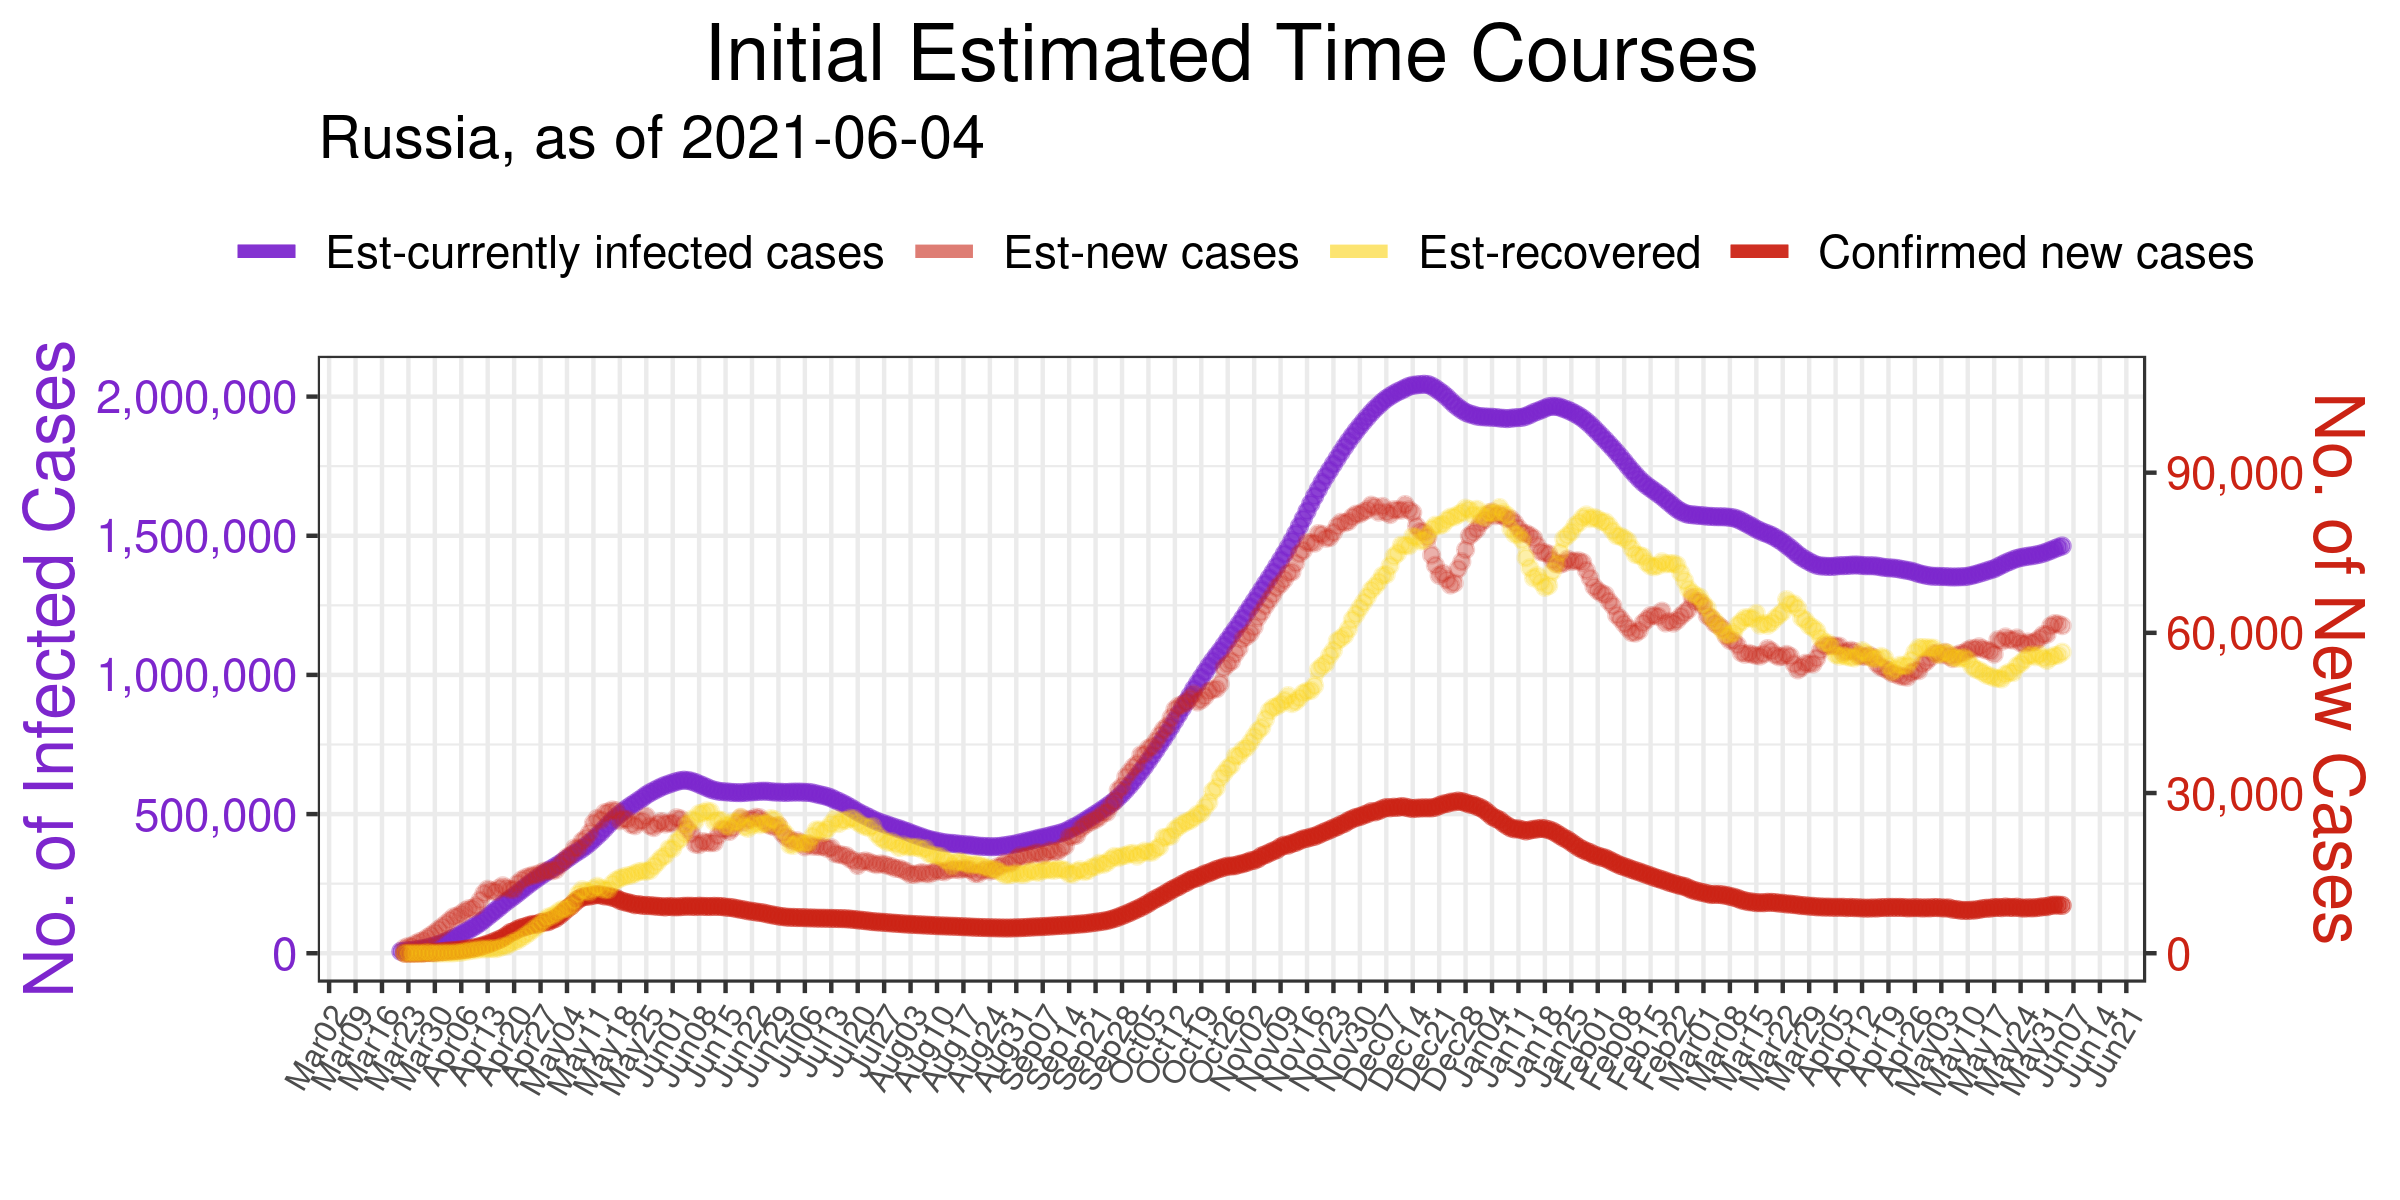 Initial Estimated Time Courses
Russia, as of 2021-06-04
Est-currently infected cases Est-new cases Est-recovered Confirmed new cases
No. of Infected Cases
2,000,000
1,500,000
1,000,000
500,000
0
90,000
60,000
30,000
0
No. of New Cases
Mar02 Mar09 Mar16 Mar23 Mar30 Apr06 Apr13 Apr20 Apr27 May04 May11 May18 May25 Jun01 Jun08 Jun15 Jun22 Jun29 Jul06 Jul13 Jul20 Jul27 Aug03 Aug10 Aug17 Aug24 Aug31 Sep07 Sep14 Sep21 Sep28 Oct05 Oct12 Oct19 Oct26 Nov02 Nov09 Nov16 Nov23 Nov30 Dec07 Dec14 Dec21 Dec28 Jan04 Jan11 Jan18 Jan25 Feb01 Feb08 Feb15 Feb22 Mar01 Mar08 Mar15 Mar22 Mar29 Apr05 Apr12 Apr19 Apr26 May03 May10 May17 May24 May31 Jun07 Jun14 Jun21